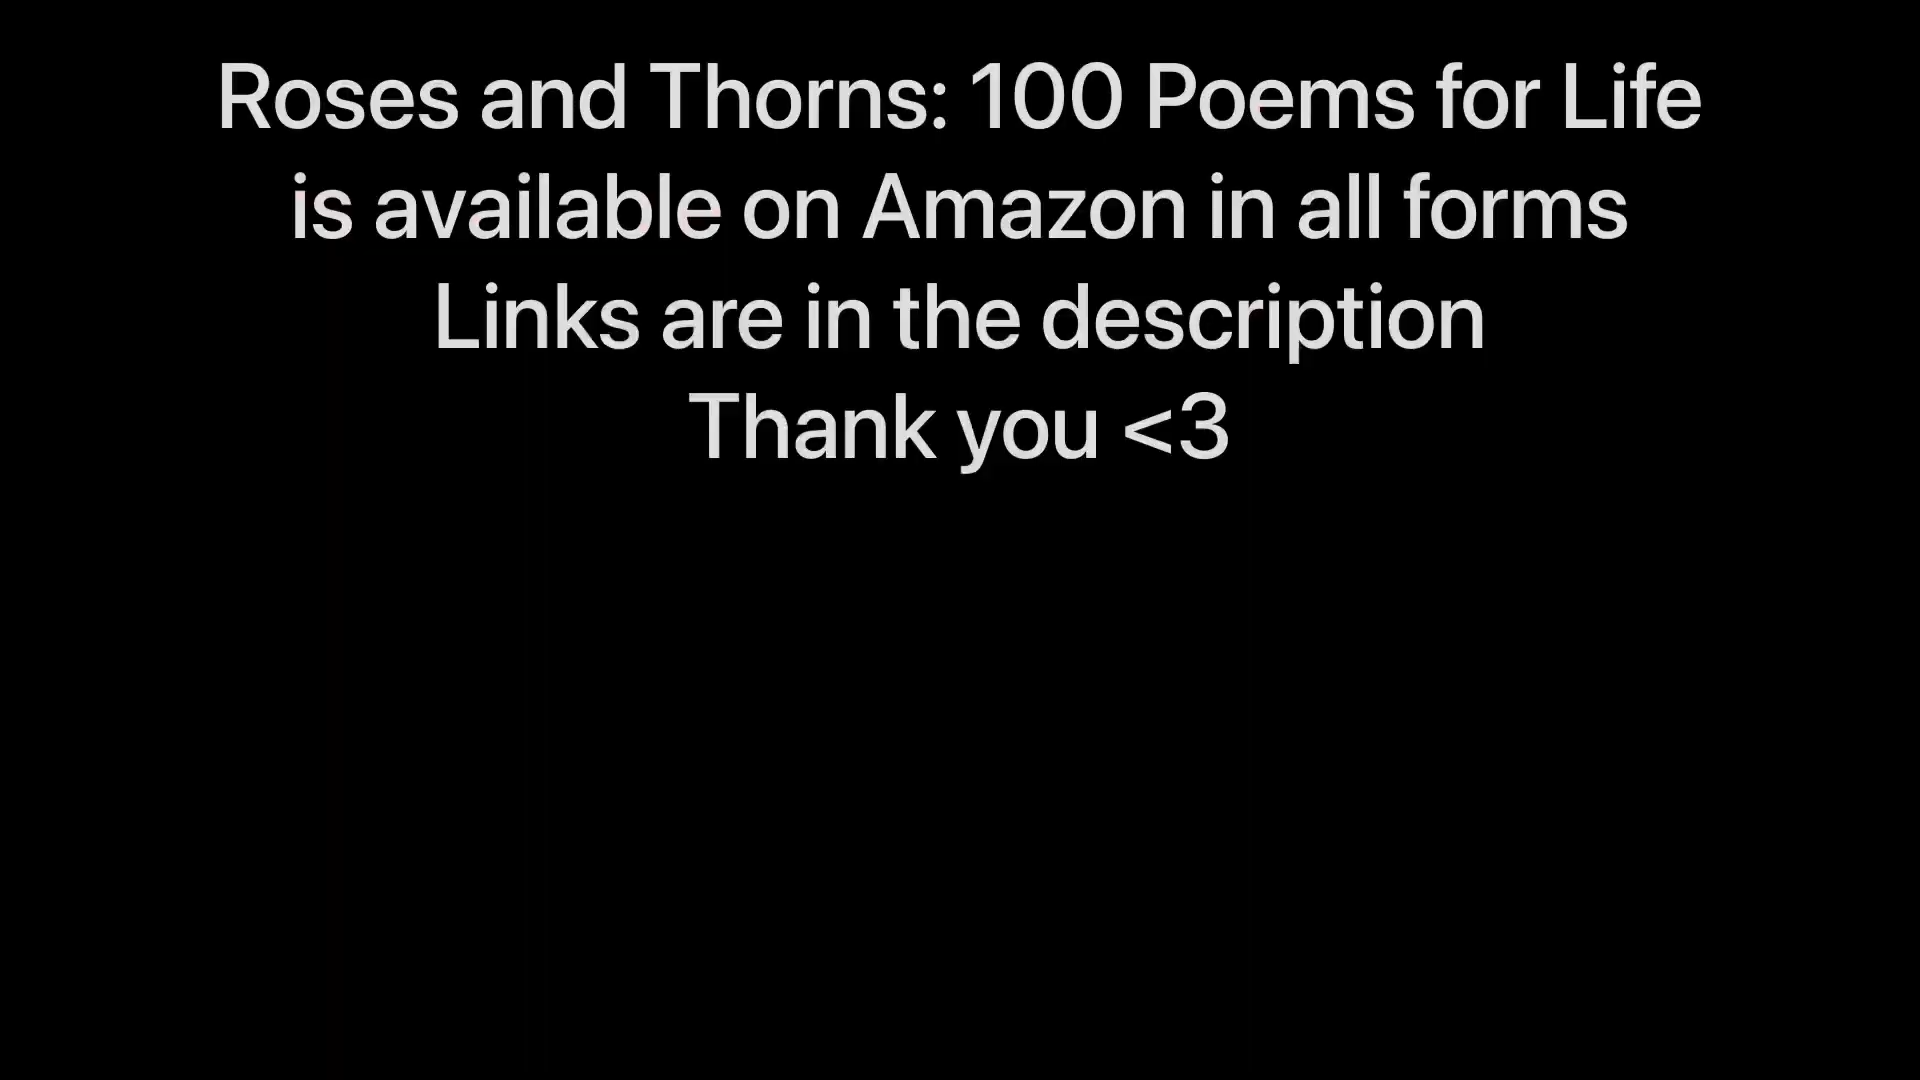 Roses and Thorns: 100 Poems for Life
is available on Amazon in all forms
Links are in the description
Thank you <3